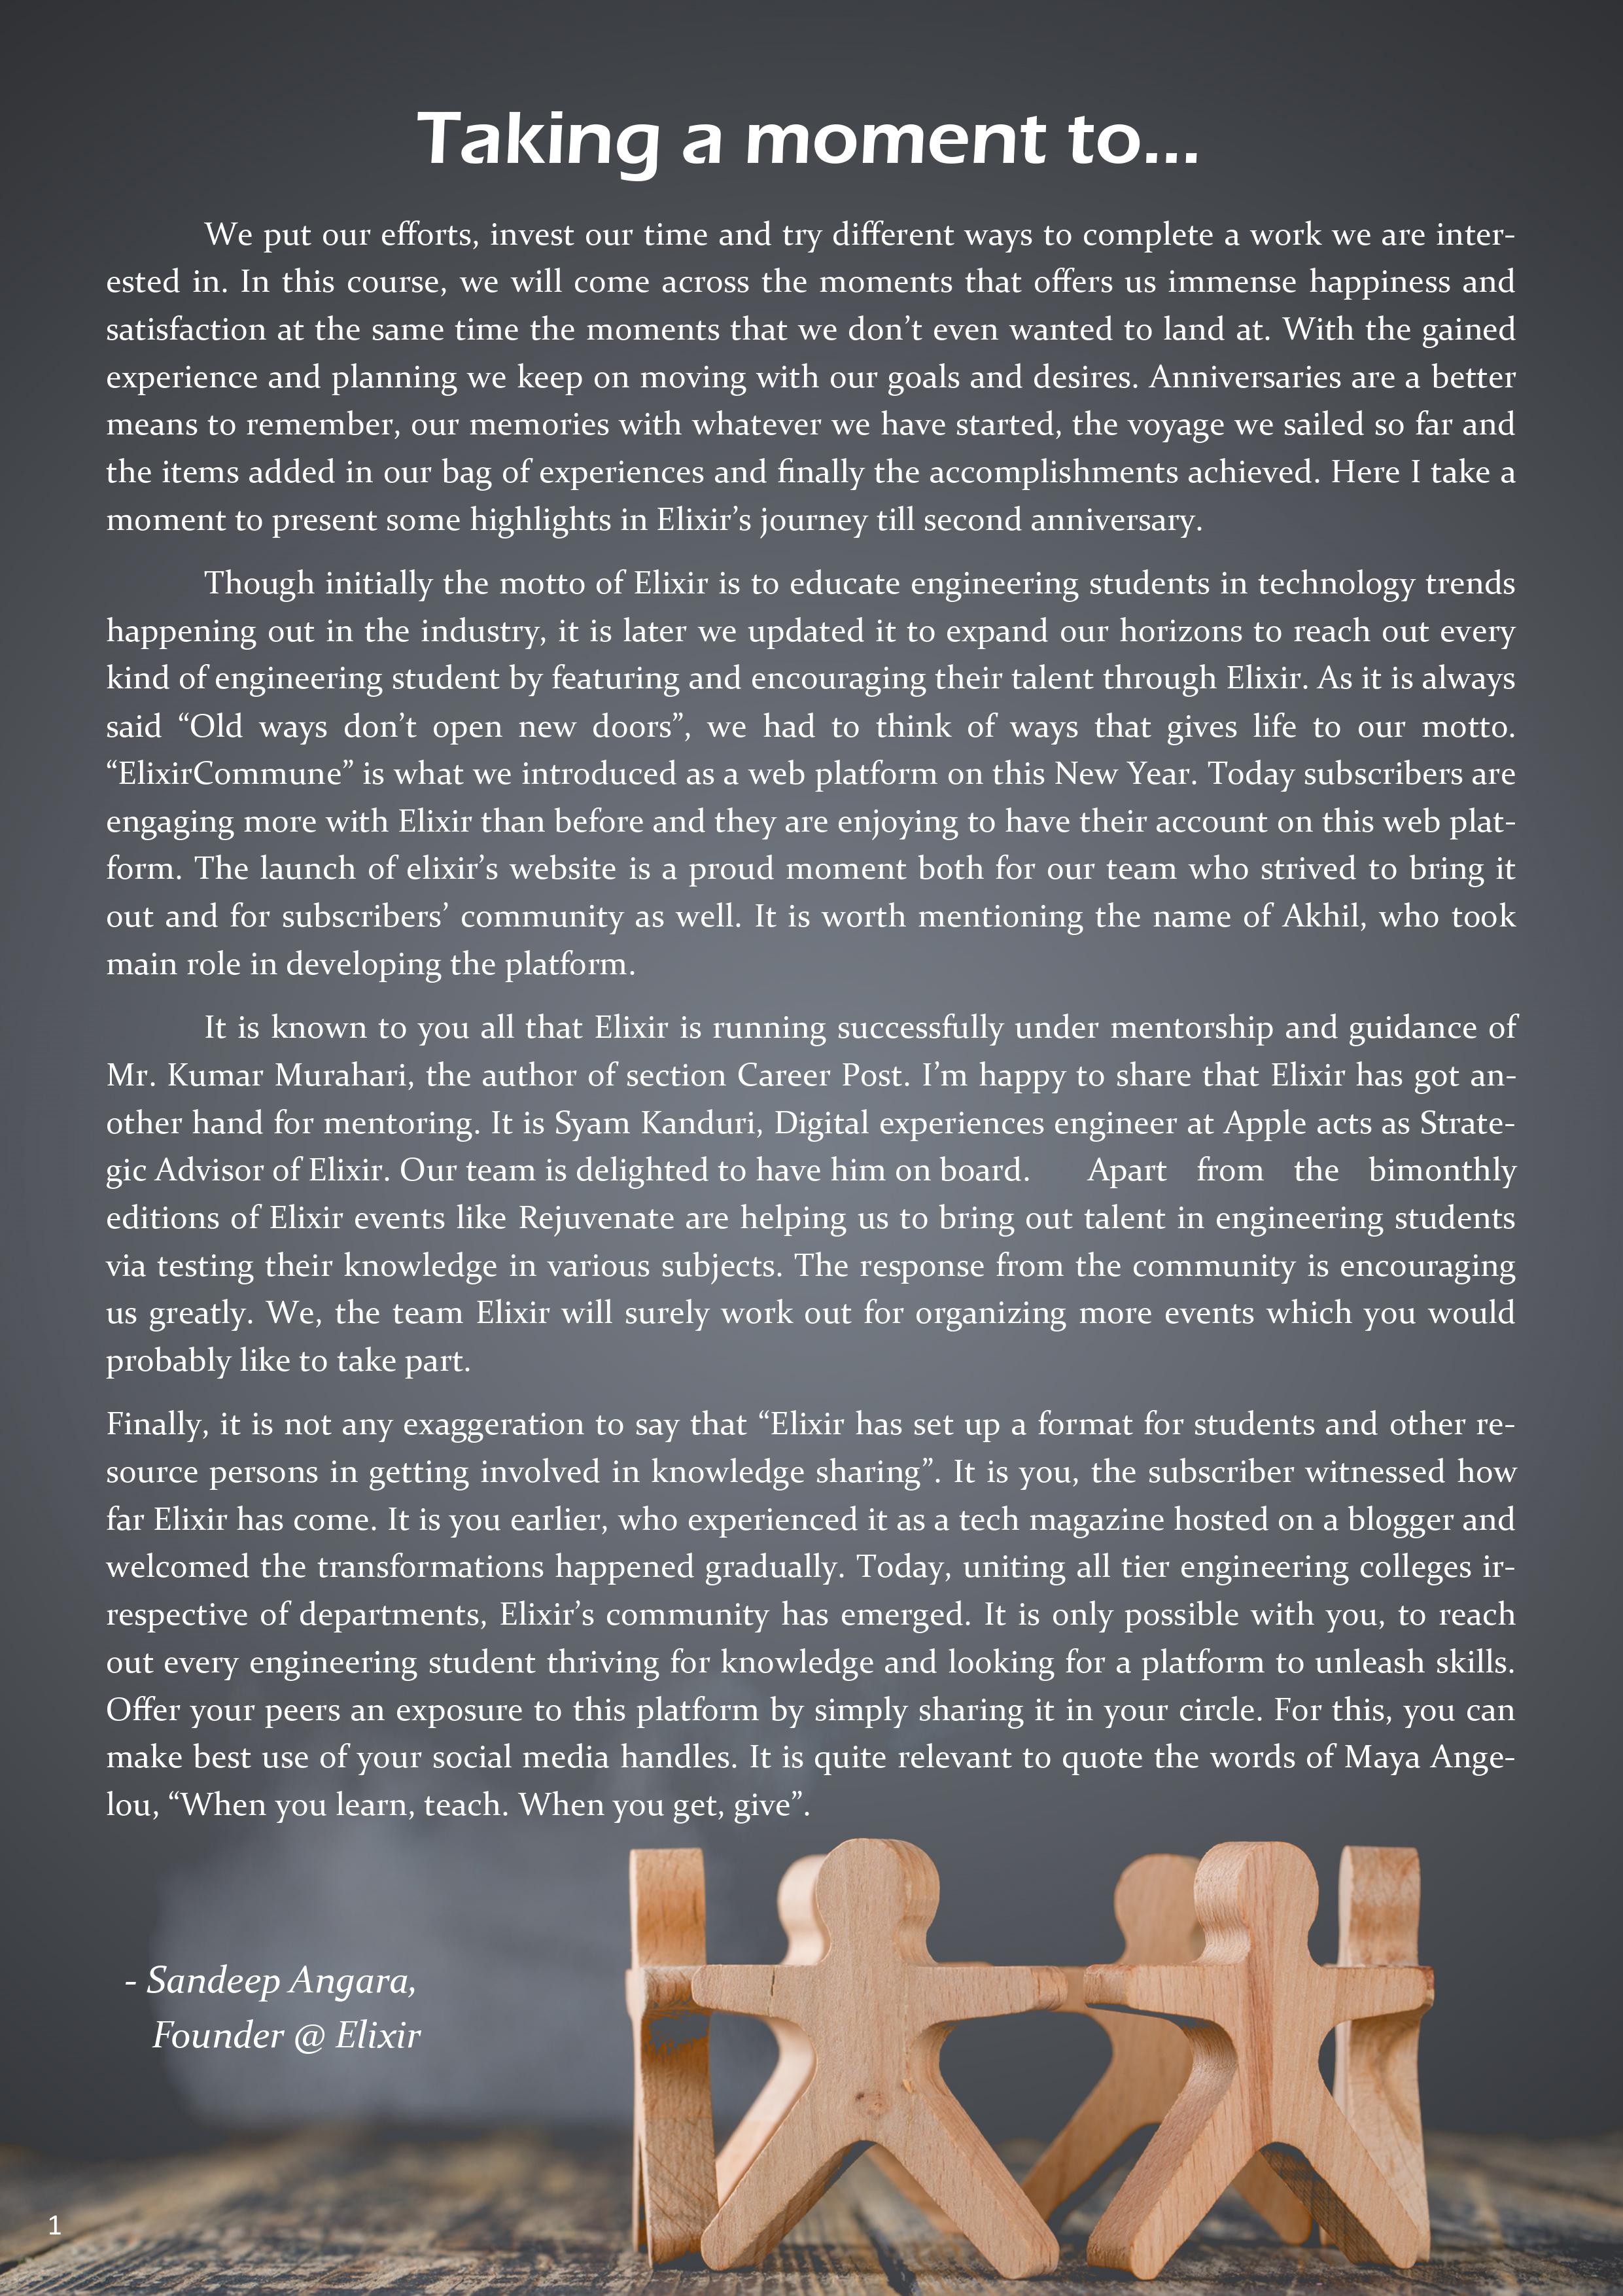 Taking a moment to...
We put our efforts, invest our time and try different ways to complete a work we are inter-
ested in. In this course, we will come across the moments that offers us immense happiness and
satisfaction at the same time the moments that we don’t even wanted to land at. With the gained
experience and planning we keep on moving with our goals and desires. Anniversaries are a better
means to remember, our memories with whatever we have started, the voyage we sailed so far and
the items added in our bag of experiences and finally the accomplishments achieved. Here I take a
moment to present some highlights in Elixir’s journey till second anniversary.
Though initially the motto of Elixir is to educate engineering students in technology trends
happening out in the industry, it is later we updated it to expand our horizons to reach out every
kind of engineering student by featuring and encouraging their talent through Elixir. As it is always
said “Old ways don’t open new doors”, we had to think of ways that gives life to our motto.
“ElixirCommune” is what we introduced as a web platform on this New Year. Today subscribers are
engaging more with Elixir than before and they are enjoying to have their account on this web plat-
form. The launch of elixir’s website is a proud moment both for our team who strived to bring it
out and for subscribers’ community as well. It is worth mentioning the name of Akhil, who took
main role in developing the platform.
It is known to you all that Elixir is running successfully under mentorship and guidance of
Mr. Kumar Murahari, the author of section Career Post. I’m happy to share that Elixir has got an-
other hand for mentoring. It is Syam Kanduri, Digital experiences engineer at Apple acts as Strate-
gic Advisor of Elixir. Our team is delighted to have him on board. Apart from the bimonthly
editions of Elixir events like Rejuvenate are helping us to bring out talent in engineering students
via testing their knowledge in various subjects. The response from the community is encouraging
us greatly. We, the team Elixir will surely work out for organizing more events which you would
probably like to take part.
Finally, it is not any exaggeration to say that “Elixir has set up a format for students and other re-
source persons in getting involved in knowledge sharing”. It is you, the subscriber witnessed how
far Elixir has come. It is you earlier, who experienced it as a tech magazine hosted on a blogger and
welcomed the transformations happened gradually. Today, uniting all tier engineering colleges ir-
respective of departments, Elixir’s community has emerged. It is only possible with you, to reach
out every engineering student thriving for knowledge and looking for a platform to unleash skills.
Offer your peers an exposure to this platform by simply sharing it in your circle. For this, you can
make best use of your social media handles. It is quite relevant to quote the words of Maya Ange-
lou, “When you learn, teach. When you get, give”.
- Sandeep Angara,
Founder @ Elixir
1